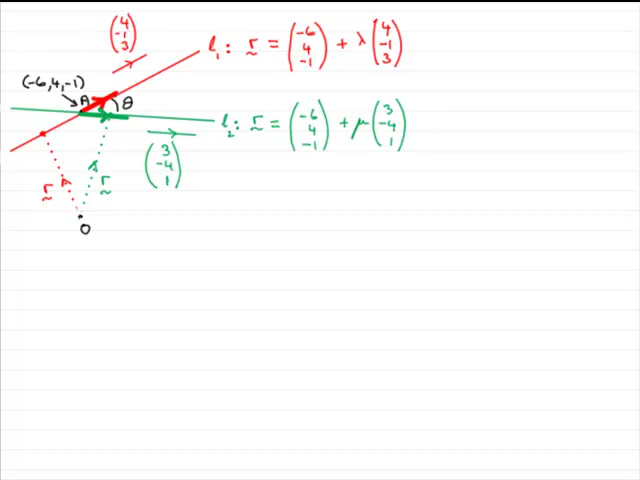 (4 -1 3)
l₁: r = (-6 4 -1) + λ (4 -1 3)
(-6,4,-1)
A
θ
l₂: r = (-6 4 -1) + μ (3 -4 1)
(3 -4 1)
r
r
O